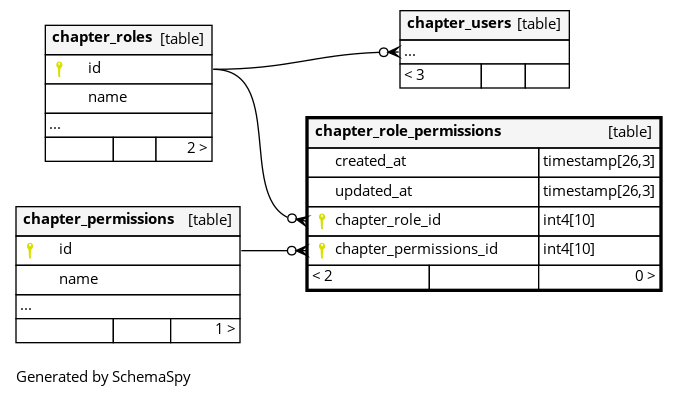 chapter_roles [table]
id
name
...
2 >
chapter_users [table]
...
< 3
chapter_role_permissions [table]
created_at timestamp[26,3]
updated_at timestamp[26,3]
chapter_role_id int4[10]
chapter_permissions_id int4[10]
< 2 0 >
chapter_permissions [table]
id
name
...
1 >
Generated by SchemaSpy